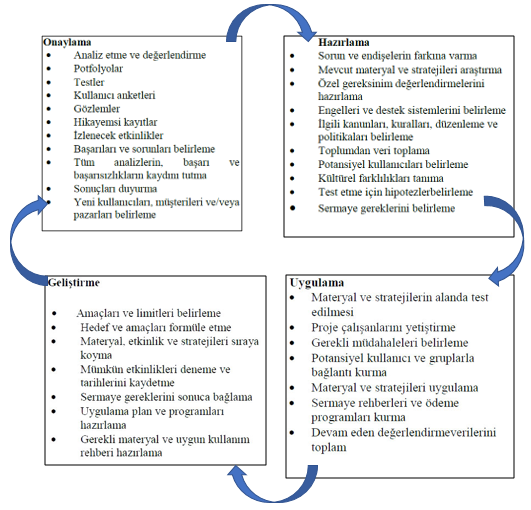 Onaylama
• Analiz etme ve değerlendirme
• Potfolyolar
• Testler
• Kullanıcı anketleri
• Gözlemler
• Hikayemsi kayıtlar
• İzlenecek etkinlikler
• Başarıları ve sorunları belirleme
• Tüm analizlerin, başarı ve
başarısızlıkların kaydını tutma
• Sonuçları duyurma
• Yeni kullanıcıları, müşterileri ve/veya
pazarları belirleme
Hazırlama
• Sorun ve endişelerin farkına varma
• Mevcut materyal ve stratejileri araştırma
• Özel gereksinim değerlendirmelerini
hazırlama
• Engelleri ve destek sistemlerini belirleme
• İlgili kanunları, kuralları, düzenleme ve
politikaları belirleme
• Toplumdan veri toplama
• Potansiyel kullanıcıları belirleme
• Kültürel farklılıkları tanıma
• Test etme için hipotezlerbelirleme
• Sermaye gereklerini belirleme
Geliştirme
• Amaçları ve limitleri belirleme
• Hedef ve amaçları formüle etme
• Materyal, etkinlik ve stratejileri sıraya
koyma
• Mümkün etkinlikleri deneme ve
tarihlerini kaydetme
• Sermaye gereklerini sonuca bağlama
• Uygulama plan ve programları
hazırlama
• Gerekli materyal ve uygun kullanım
rehberi hazırlama
Uygulama
• Materyal ve stratejilerin alanda test
edilmesi
• Proje çalışanlarını yetiştirme
• Gerekli müdahaleleri belirleme
• Potansiyel kullanıcı ve gruplarla
bağlantı kurma
• Materyal ve stratejileri uygulama
• Sermaye rehberleri ve ödeme
programları kurma
• Devam eden değerlendirmeverilerini
toplam